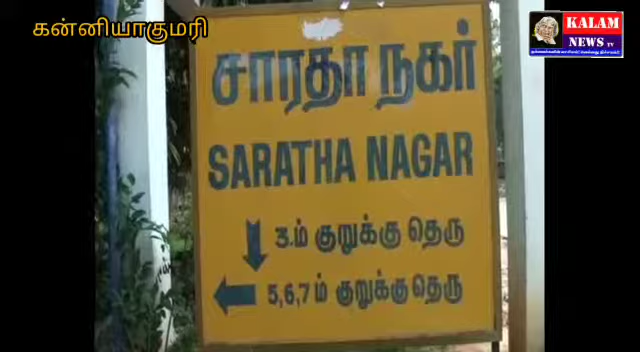 கன்னியாகுமரி
KALAM
NEWS TV
சாரதா நகர்
SARATHA NAGAR
3.ம் குறுக்கு தெரு
5,6,7 ம் குறுக்கு தெரு